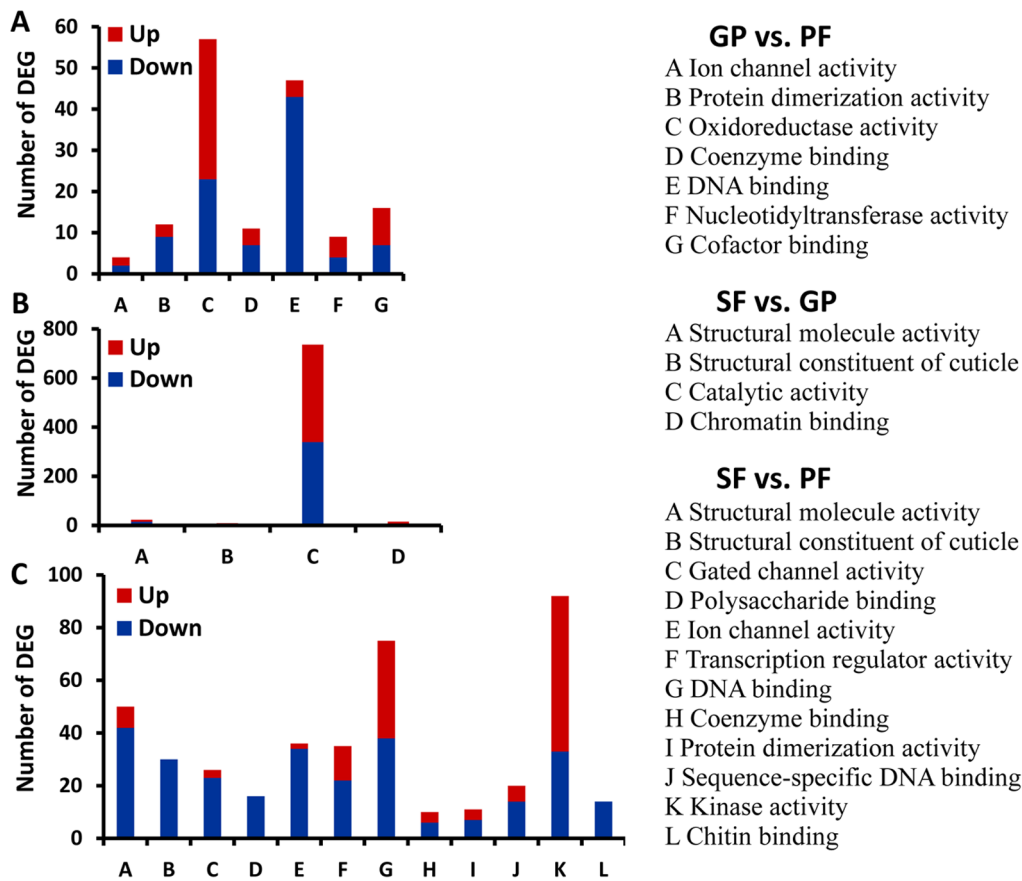 A
Number of DEG
60
50
40
30
20
10
0
Up
Down
A B C D E F G
GP vs. PF
A Ion channel activity
B Protein dimerization activity
C Oxidoreductase activity
D Coenzyme binding
E DNA binding
F Nucleotidyltransferase activity
G Cofactor binding
B
Number of DEG
800
600
400
200
0
Up
Down
A B C D
SF vs. GP
A Structural molecule activity
B Structural constituent of cuticle
C Catalytic activity
D Chromatin binding
C
Number of DEG
100
80
60
40
20
0
Up
Down
A B C D E F G H I J K L
SF vs. PF
A Structural molecule activity
B Structural constituent of cuticle
C Gated channel activity
D Polysaccharide binding
E Ion channel activity
F Transcription regulator activity
G DNA binding
H Coenzyme binding
I Protein dimerization activity
J Sequence-specific DNA binding
K Kinase activity
L Chitin binding